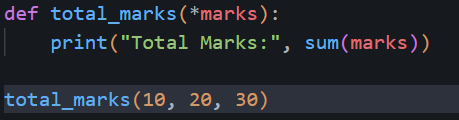 def total_marks(*marks):
    print("Total Marks:", sum(marks))
total_marks(10, 20, 30)